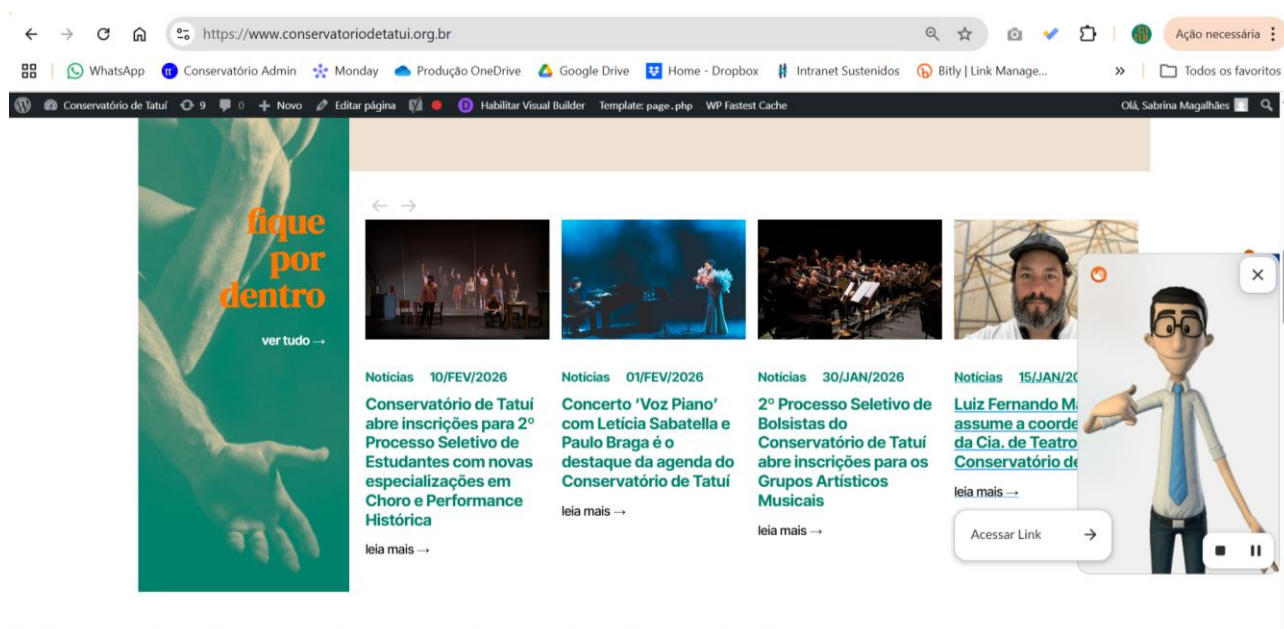 https://www.conservatoriodetatui.org.br
Ação necessária
WhatsApp
Conservatório Admin
Monday
Produção OneDrive
Google Drive
Home - Dropbox
Intranet Sustenidos
Bitly | Link Manage...
»
Todos os favoritos
Conservatório de Tatuí
9
0
Novo
Editar página
Habilitar Visual Builder
Template: page.php
WP Fastest Cache
Olá, Sabrina Magalhães
fique
por
dentro
ver tudo →
Notícias 10/FEV/2026
Conservatório de Tatuí
abre inscrições para 2º
Processo Seletivo de
Estudantes com novas
especializações em
Choro e Performance
Histórica
leia mais →
Notícias 01/FEV/2026
Concerto ‘Voz Piano’
com Letícia Sabatella e
Paulo Braga é o
destaque da agenda do
Conservatório de Tatuí
leia mais →
Notícias 30/JAN/2026
2º Processo Seletivo de
Bolsistas do
Conservatório de Tatuí
abre inscrições para os
Grupos Artísticos
Musicais
leia mais →
Notícias 15/JAN/20
Luiz Fernando
assume a
da Cia. de Teatro
Conservatório
leia mais →
Acessar Link →